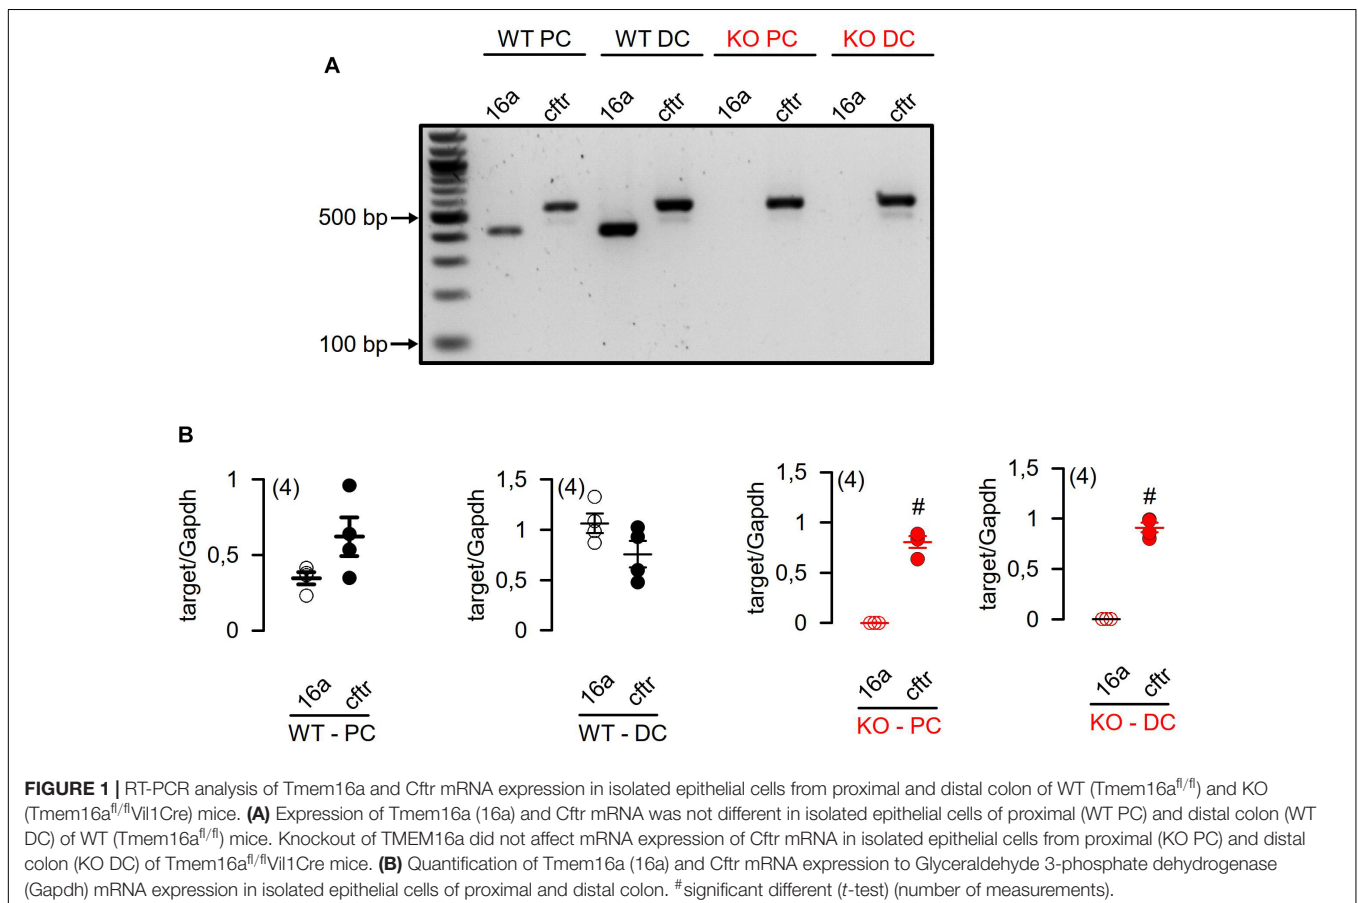 WT PC WT DC KO PC KO DC
A
16a cftr 16a cftr 16a cftr 16a cftr
500 bp
100 bp
B
target/Gapdh
1
0,5
0
(4)
16a cftr
WT - PC
target/Gapdh
1,5
1
0,5
0
(4)
16a cftr
WT - DC
target/Gapdh
1,5
1
0,5
0
(4)
#
16a cftr
KO - PC
target/Gapdh
1,5
1
0,5
0
(4)
#
16a cftr
KO - DC
FIGURE 1 | RT-PCR analysis of Tmem16a and Cftr mRNA expression in isolated epithelial cells from proximal and distal colon of WT (Tmem16afl/fl) and KO
(Tmem16afl/flVil1Cre) mice. (A) Expression of Tmem16a (16a) and Cftr mRNA was not different in isolated epithelial cells of proximal (WT PC) and distal colon (WT
DC) of WT (Tmem16afl/fl) mice. Knockout of TMEM16a did not affect mRNA expression of Cftr mRNA in isolated epithelial cells from proximal (KO PC) and distal
colon (KO DC) of Tmem16afl/flVil1Cre mice. (B) Quantification of Tmem16a (16a) and Cftr mRNA expression to Glyceraldehyde 3-phosphate dehydrogenase
(Gapdh) mRNA expression in isolated epithelial cells of proximal and distal colon. #significant different (t-test) (number of measurements).